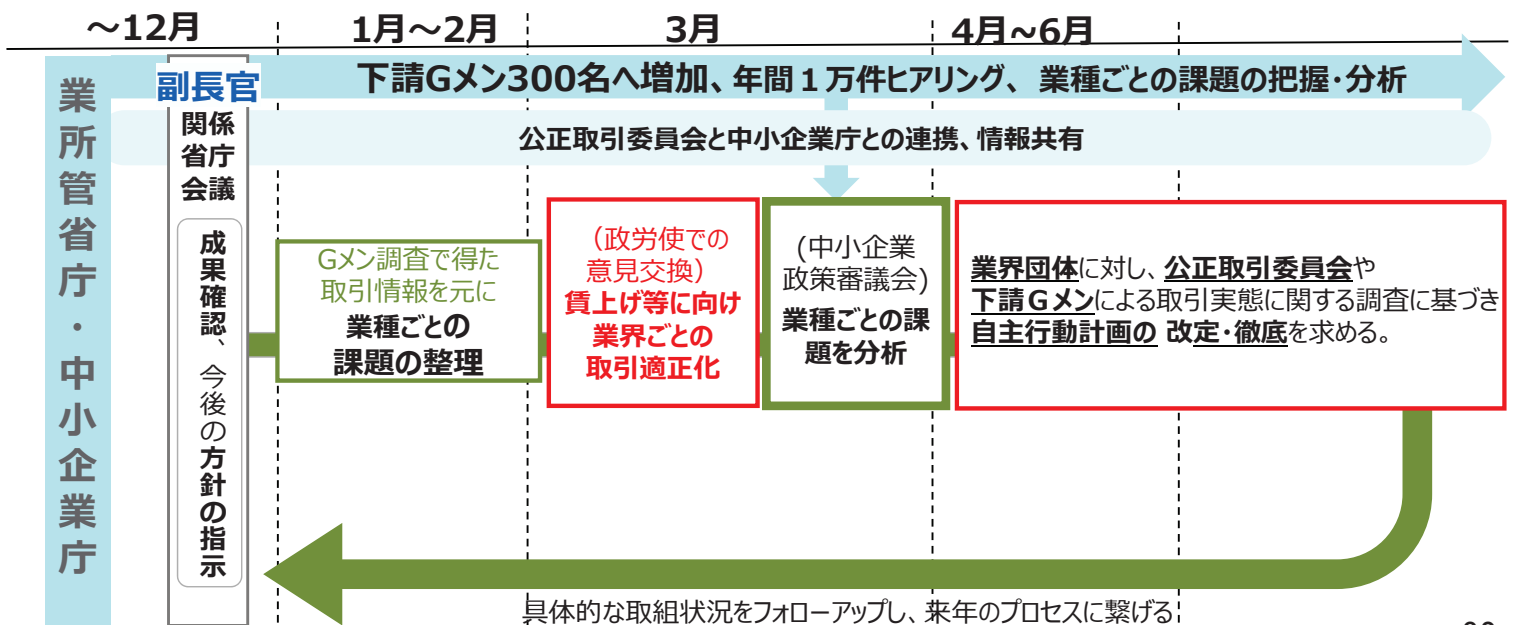 ～12月
1月～2月
3月
4月~6月
業所管省庁・中小企業庁
副長官
関係
省庁
会議
成果確認、今後の方針の指示
下請Gメン300名へ増加、年間１万件ヒアリング、 業種ごとの課題の把握・分析
公正取引委員会と中小企業庁との連携、情報共有
Gメン調査で得た
取引情報を元に
業種ごとの
課題の整理
（政労使での
意見交換）
賃上げ等に向け
業界ごとの
取引適正化
(中小企業
政策審議会)
業種ごとの課
題を分析
業界団体に対し、公正取引委員会や
下請Ｇメンによる取引実態に関する調査に基づき
自主行動計画の 改定・徹底を求める。
具体的な取組状況をフォローアップし、来年のプロセスに繋げる